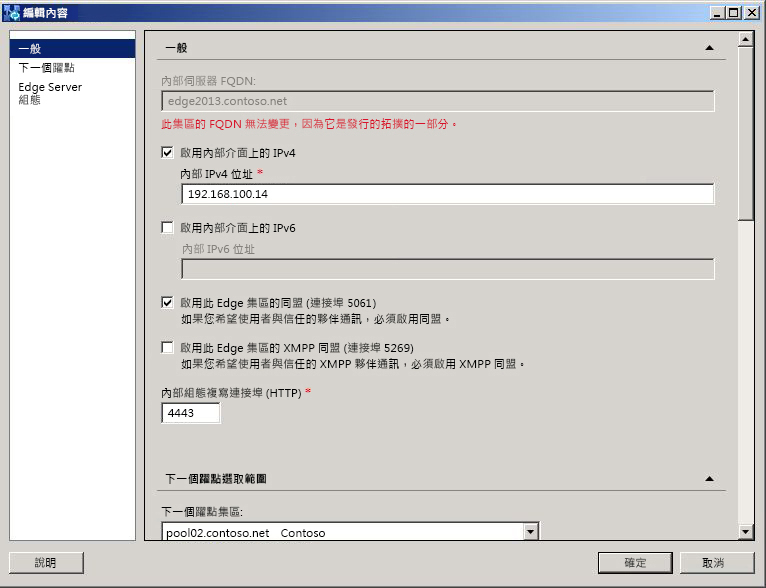 編輯內容
一般
下一個躍點
Edge Server
組態
一般
內部伺服器 FQDN:
edge2013.contoso.net
此集區的 FQDN 無法變更，因為它是發行的拓撲的一部分。
啟用內部介面上的 IPv4
內部 IPv4 位址 *
192.168.100.14
啟用內部介面上的 IPv6
內部 IPv6 位址
啟用此 Edge 集區的同盟 (連接埠 5061)
如果您希望使用者與信任的夥伴通訊，必須啟用同盟。
啟用此 Edge 集區的 XMPP 同盟 (連接埠 5269)
如果您希望使用者與信任的 XMPP 夥伴通訊，必須啟用 XMPP 同盟。
內部組態複寫連接埠 (HTTP) *
4443
下一個躍點選取範圍
下一個躍點集區:
pool02.contoso.net Contoso
說明
確定
取消